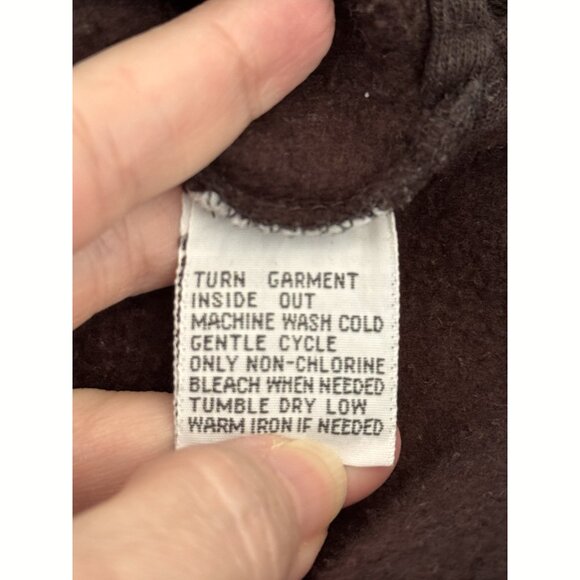 TURN GARMENT
INSIDE OUT
MACHINE WASH COLD
GENTLE CYCLE
ONLY NON-CHLORINE
BLEACH WHEN NEEDED
TUMBLE DRY LOW
WARM IRON IF NEEDED